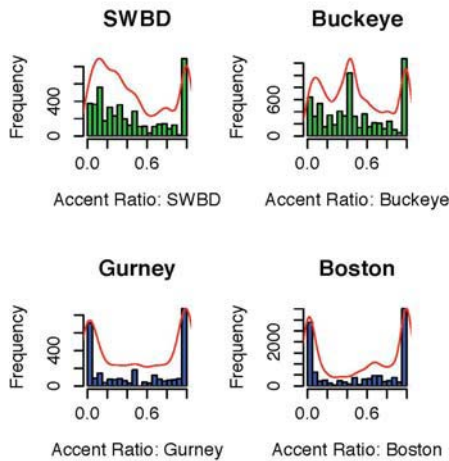 SWBD
Frequency
0 400
0.0 0.6
Accent Ratio: SWBD
Buckeye
Frequency
0 600
0.0 0.6
Accent Ratio: Buckeye
Gurney
Frequency
0 400
0.0 0.6
Accent Ratio: Gurney
Boston
Frequency
0 2000
0.0 0.6
Accent Ratio: Boston